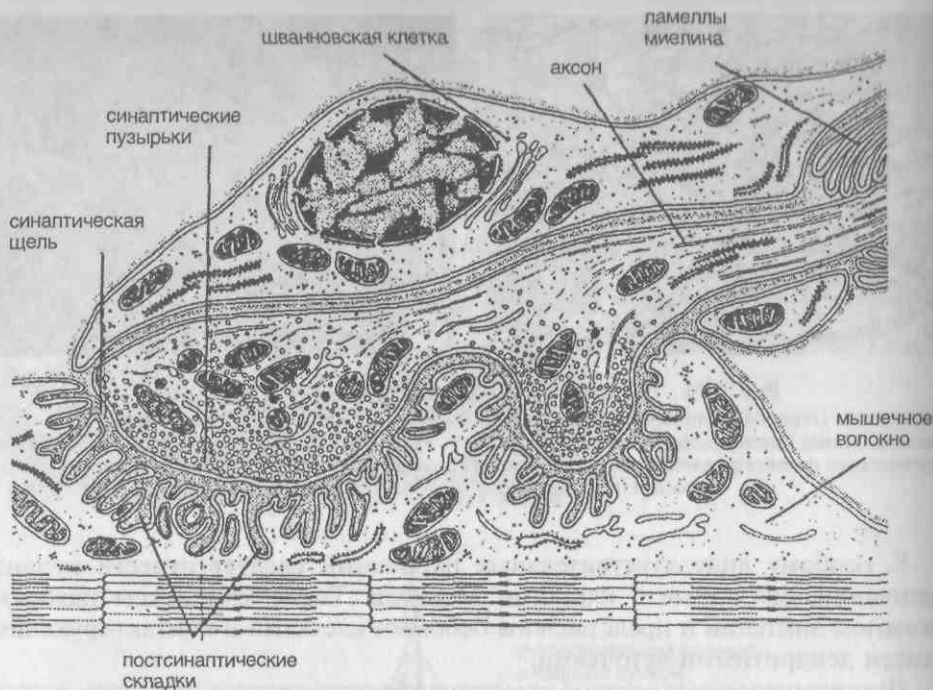 ламеллы
миелина
шванновская клетка
аксон
синаптические
пузырьки
синаптическая
щель
мышечное
волокно
постсинаптические
складки